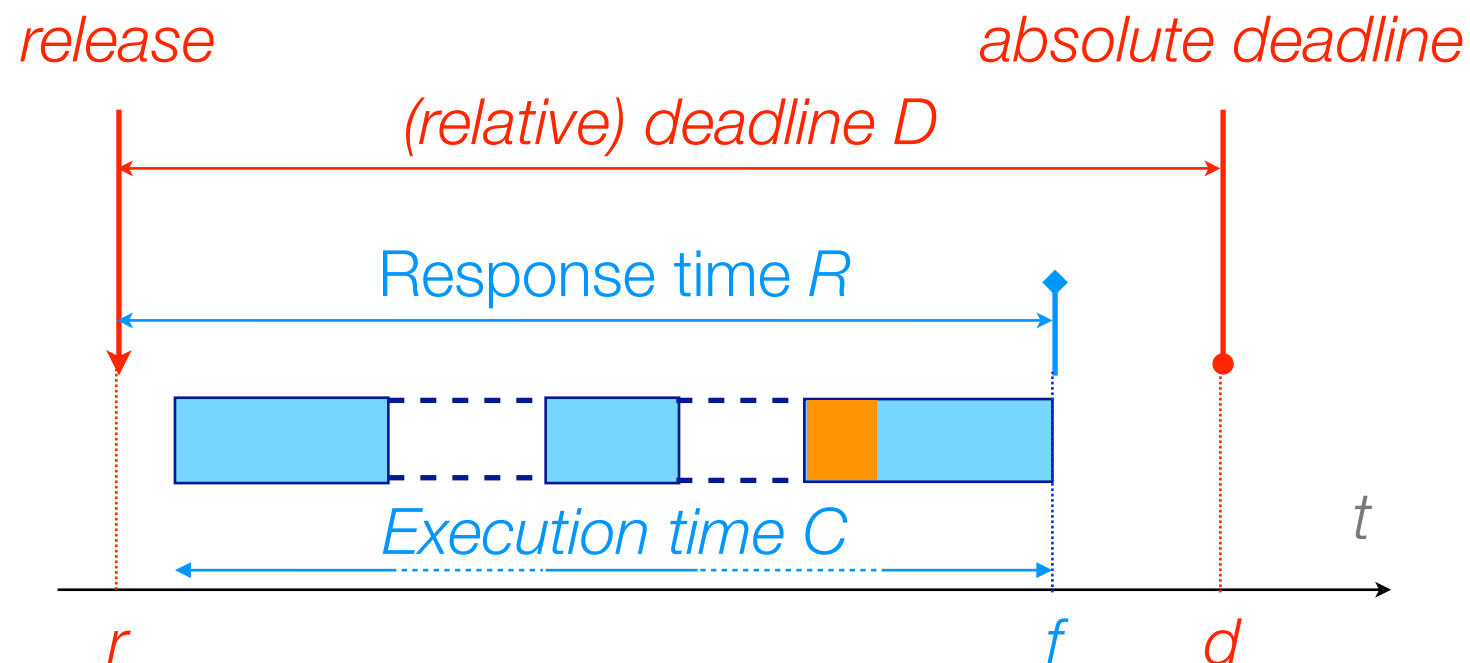 release
absolute deadline
(relative) deadline D
Response time R
Execution time C
t
r
f
d